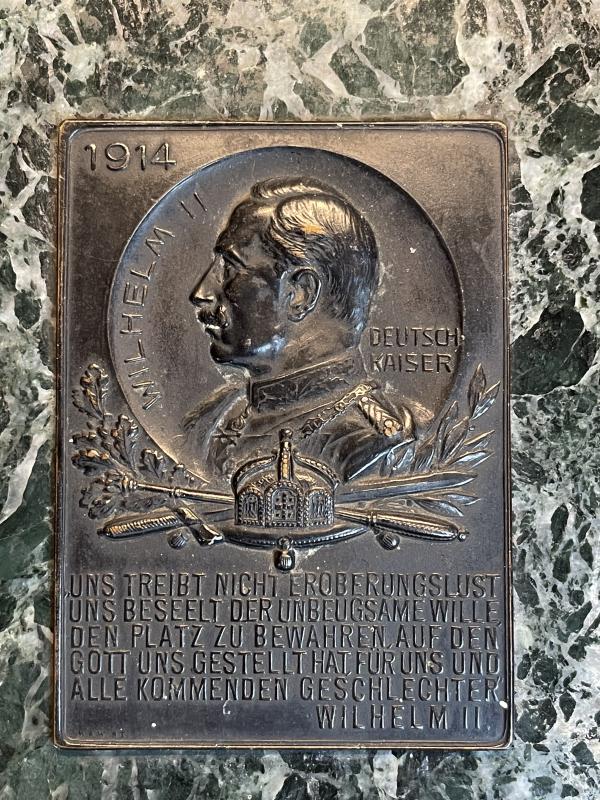 1914
WILHELM II
DEUTSCH.
KAISER
UNS TREIBT NICHT EROBERUNGSLUST
UNS BESEELT DER UNBEUGSAME WILLE,
DEN PLATZ ZU BEWAHREN, AUF DEN
GOTT UNS GESTELLT HAT FÜR UNS UND
ALLE KOMMENDEN GESCHLECHTER.
WILHELM II.